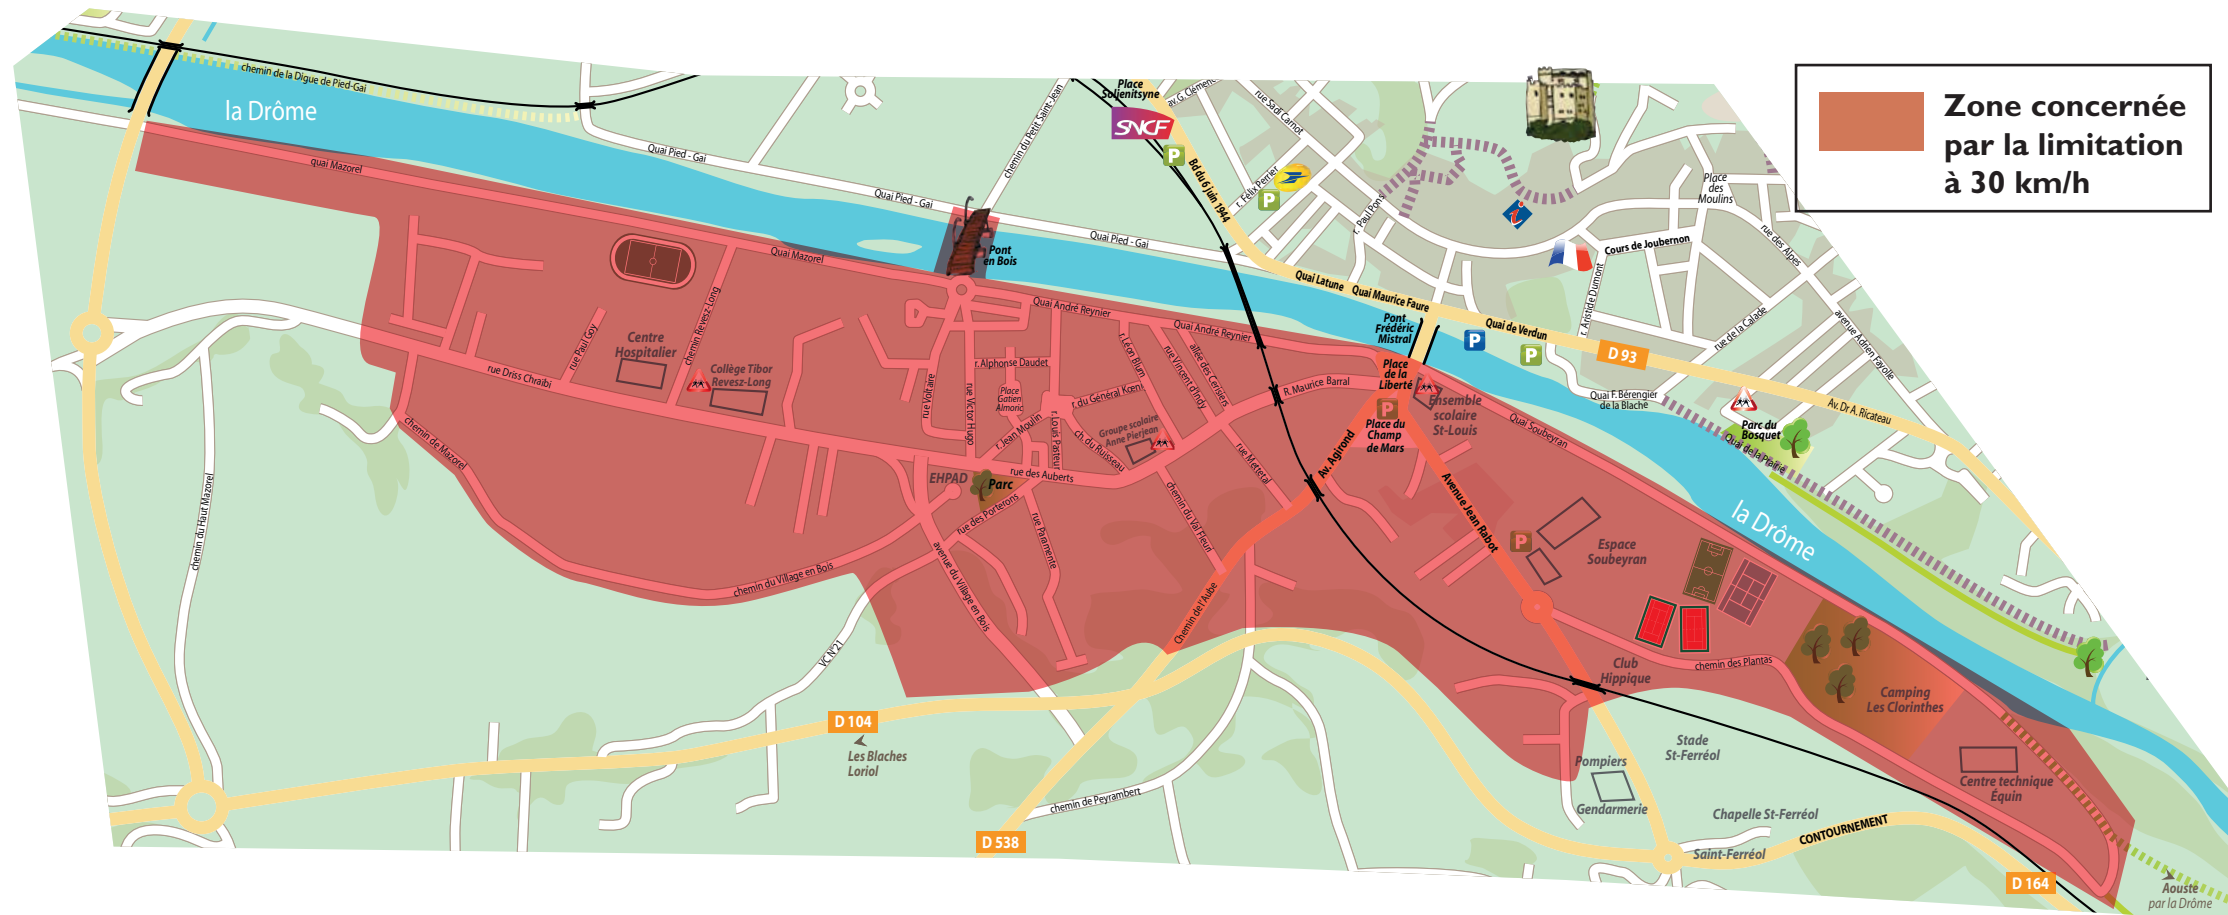 Zone concernée
par la limitation
à 30 km/h
chemin de la Digue de Pied-Gai
la Drôme
quai Mazorel
Quai Pied - Gai
chemin du Petit Saint-Jean
Place
Soljenitsyne
SNCF
P
av. G. Clémenc
rue Sadi Carnot
Bd du 6 juin 1944
r. Félix Perrier
P
r. Paul Pons
Place
des
Moulins
rue des Alpes
Cours de Joubernon
i
Quai Pied - Gai
Pont
en Bois
Quai Pied - Gai
Quai Mazorel
Quai Latune
Quai Maurice Faure
Quai de Verdun
r. Aristide Dumont
D 93
rue de la Calade
avenue Adrien Fayolle
Av. Dr A. Ricateau
Pont
Frédéric
Mistral
P
P
Quai F. Bérengier
de la Blache
Parc du
Bosquet
Quai de la Prairie
la Drôme
Quai André Reynier
Quai André Reynier
chemin Revesz-Long
rue Paul Goy
Centre
Hospitalier
Collège Tibor
Revesz-Long
rue Driss Chraïbi
r. Alphonse Daudet
rue Voltaire
rue Victor Hugo
Place
Gatien
Almoric
r. Jean Moulin
r. Louis Pasteur
r. du Général Kœnig
ch. du Ruisseau
Groupe scolaire
Anne Pierjean
r. Léon Blum
rue Vincent d'Indy
allée des Cerisiers
R. Maurice Barral
Place
de la
Liberté
P
Place du
Champ
de Mars
Ensemble
scolaire
St-Louis
Quai Soubeyran
rue Mettetal
Av. Agirond
Avenue Jean Rabot
P
Espace
Soubeyran
chemin de Mazorel
chemin du Haut Mazorel
EHPAD
Parc
rue des Auberts
rue des Porterons
rue Paramente
avenue du Village en Bois
chemin du Village en Bois
chemin du Val Fleuri
Chemin de l'Aube
VC N°21
Club
Hippique
chemin des Plantas
Camping
Les Clorinthes
Centre technique
Équin
D 104
Les Blaches
Loriol
Stade
St-Ferréol
Pompiers
Gendarmerie
Chapelle St-Ferréol
Saint-Ferréol
CONTOURNEMENT
chemin de Peyrambert
D 538
D 164
Aouste
par la Drôme